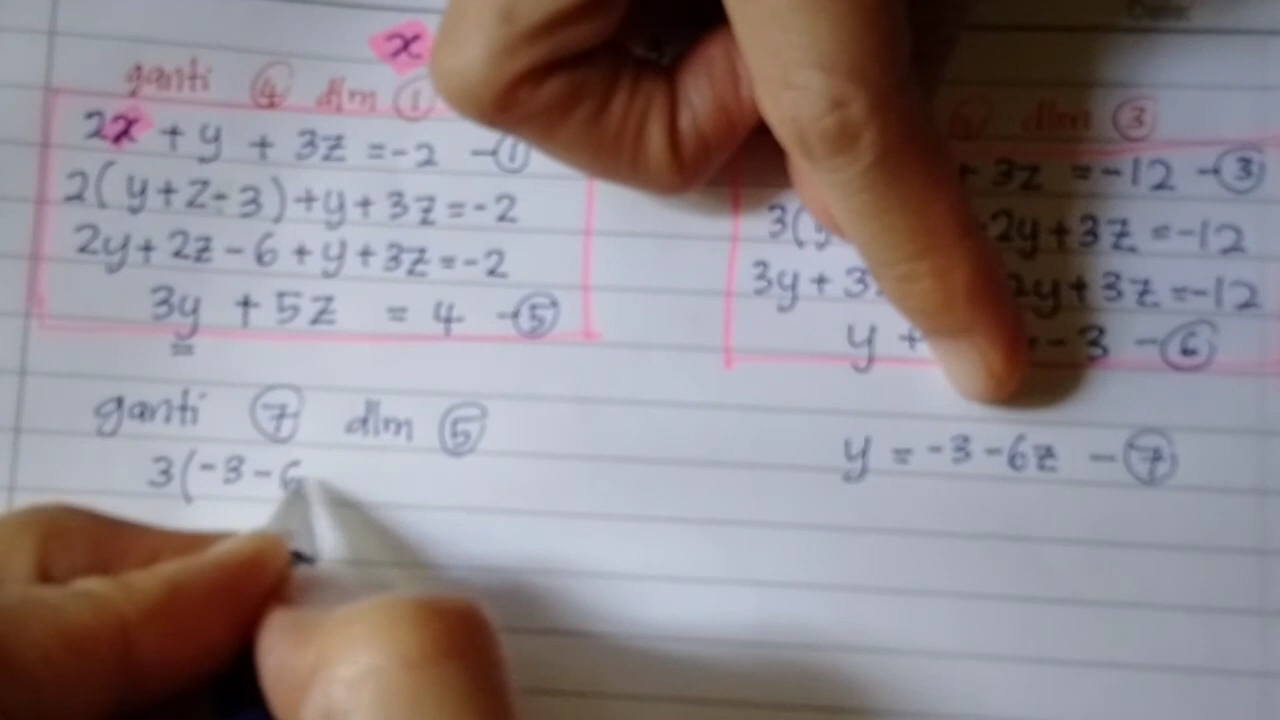 x
ganti ④ dlm ①
2x + y + 3z = -2 -①
2(y+z-3)+y+3z=-2
2y+2z-6+y+3z=-2
3y + 5z = 4 -⑤
ganti ⑦ dlm ⑤
3(-3-6
dlm ③
+ 3z = -12 -③
3(y 2y+3z=-12
3y+3 2y+3z=-12
y + -3 -⑥
y = -3-6z -⑦